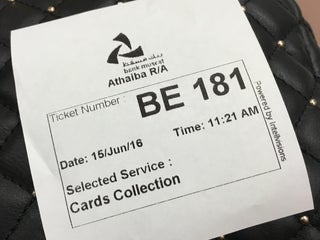 بنك مسقط
bank muscat
Athaiba R/A
Ticket Number : BE 181
Date: 15/Jun/16 Time: 11:21 AM
Selected Service :
Cards Collection
Powered by Intellvisions